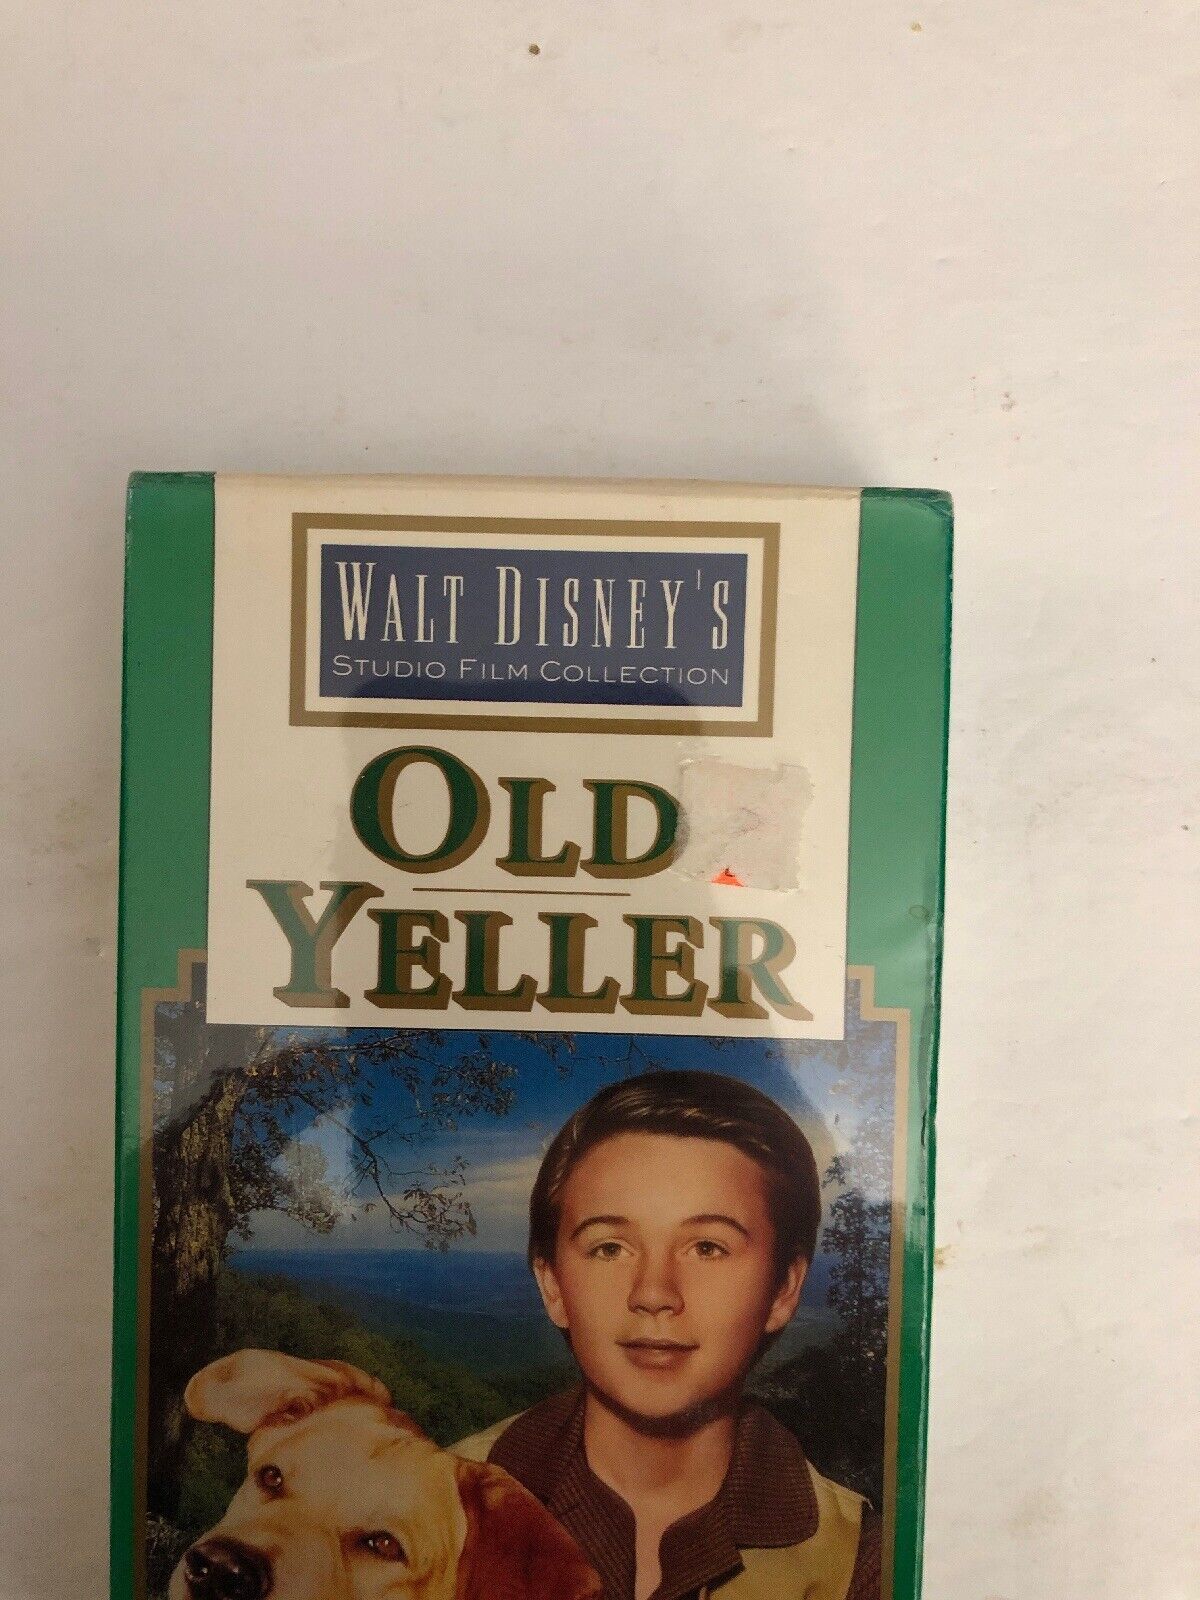 WALT DISNEY'S
STUDIO FILM COLLECTION
OLD
YELLER